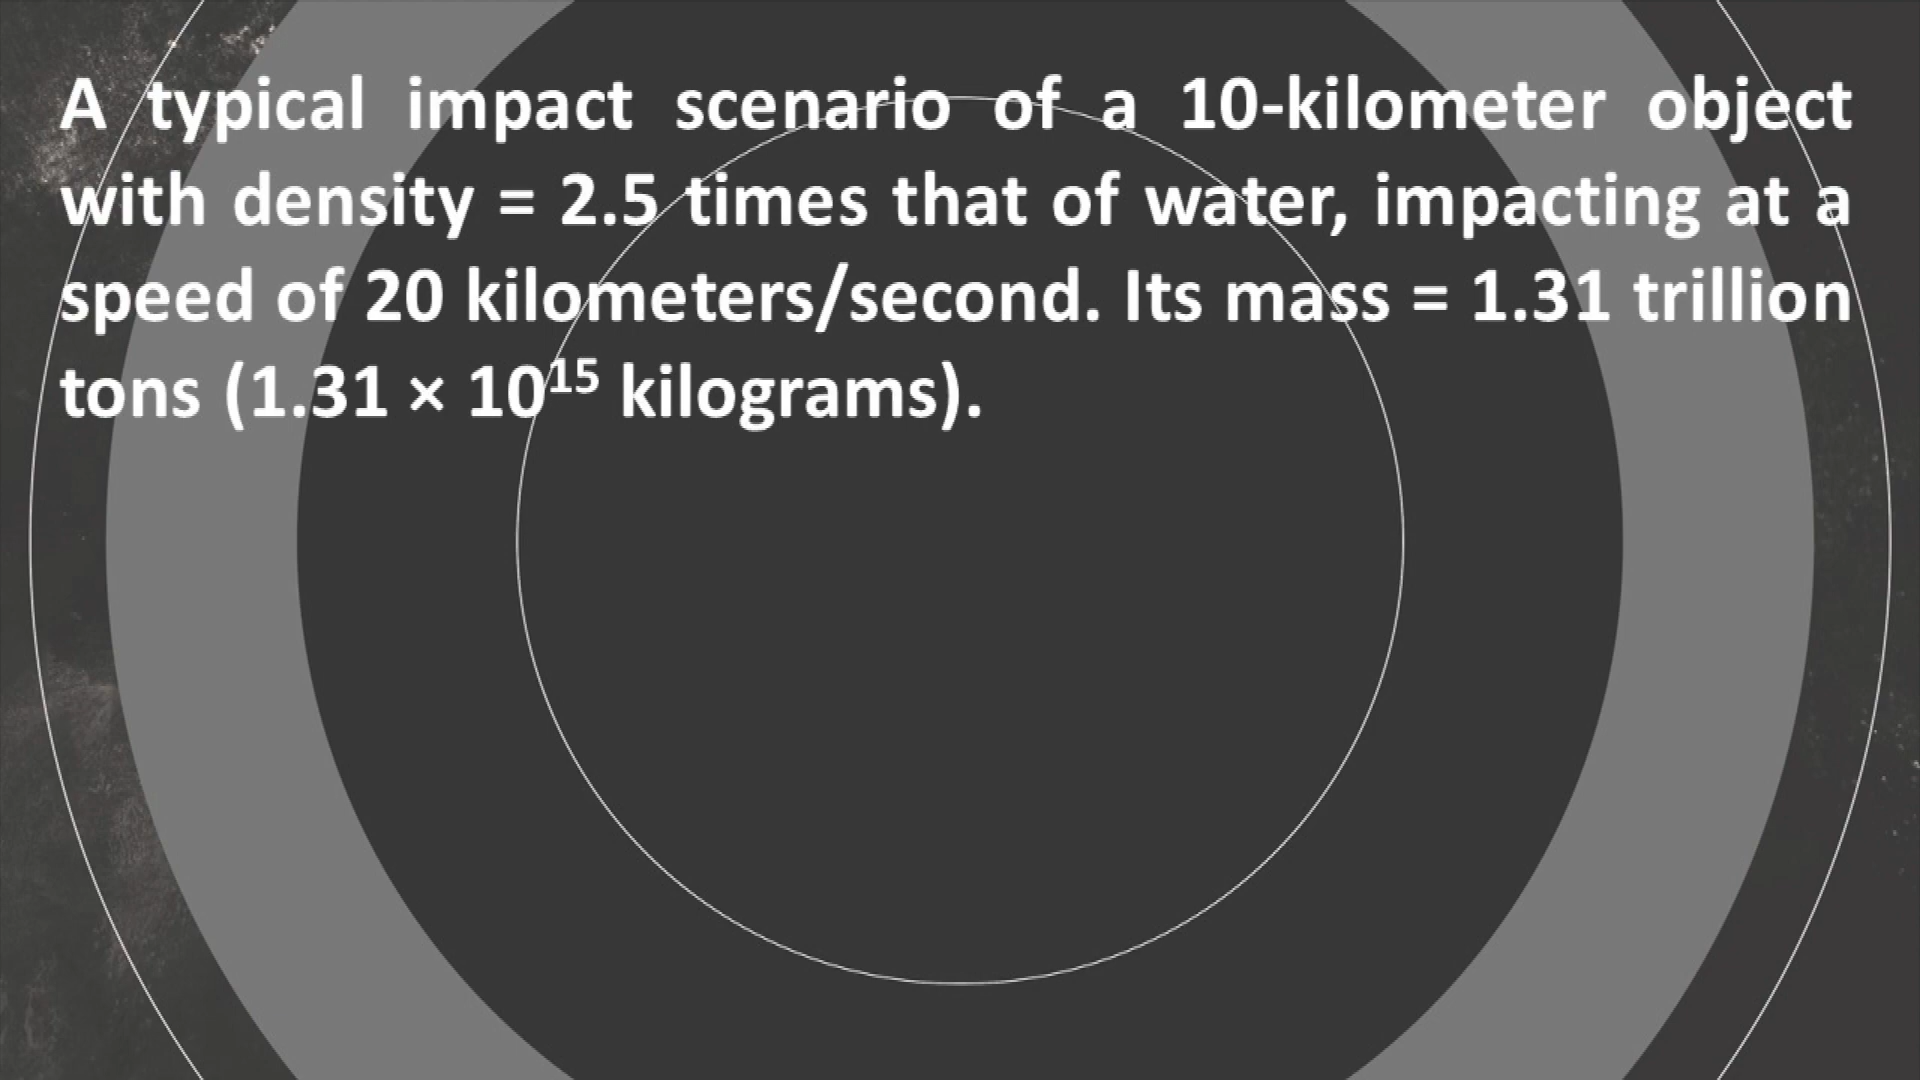 A typical impact scenario of a 10-kilometer object
with density = 2.5 times that of water, impacting at a
speed of 20 kilometers/second. Its mass = 1.31 trillion
tons (1.31 × 10¹⁵ kilograms).